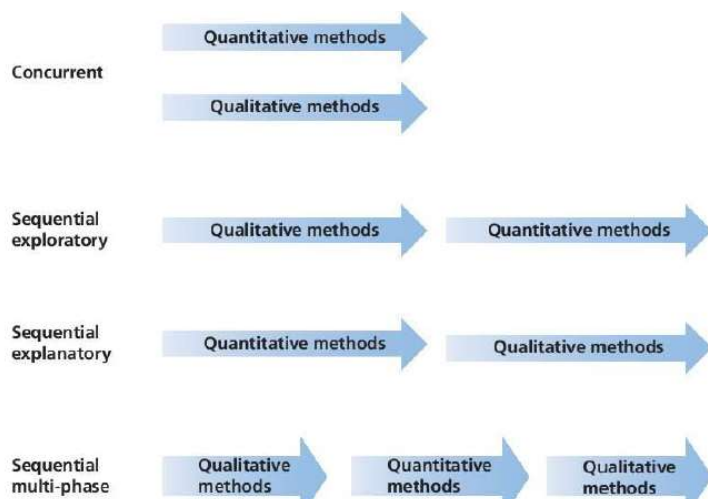 Quantitative methods
Concurrent
Qualitative methods
Sequential
exploratory
Qualitative methods
Quantitative methods
Sequential
explanatory
Quantitative methods
Qualitative methods
Sequential
multi-phase
Qualitative
methods
Quantitative
methods
Qualitative
methods